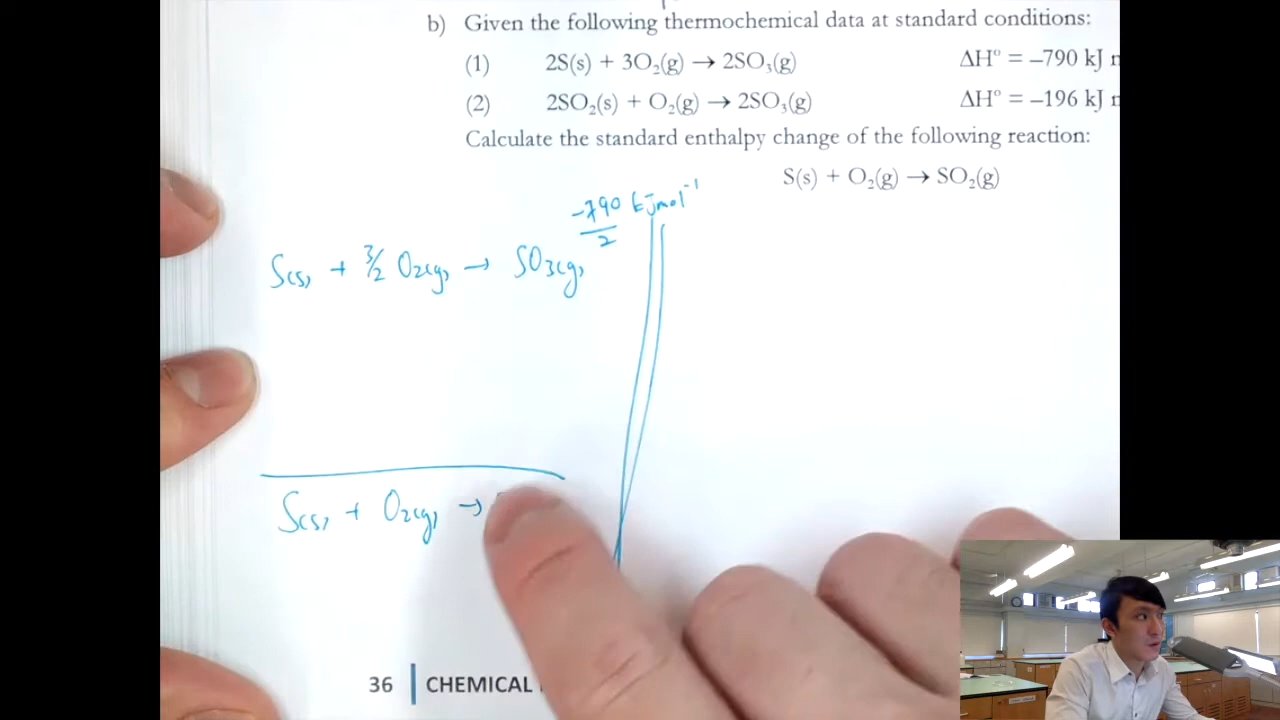 b) Given the following thermochemical data at standard conditions:
(1) 2S(s) + 3O₂(g) → 2SO₃(g) ΔH° = –790 kJ
(2) 2SO₂(s) + O₂(g) → 2SO₃(g) ΔH° = –196 kJ
Calculate the standard enthalpy change of the following reaction:
S(s) + O₂(g) → SO₂(g)
-790/2 kJmol⁻¹
S(s) + 3/2 O₂(g) → SO₃(g)
S(s) + O₂(g) →
36 | CHEMICAL